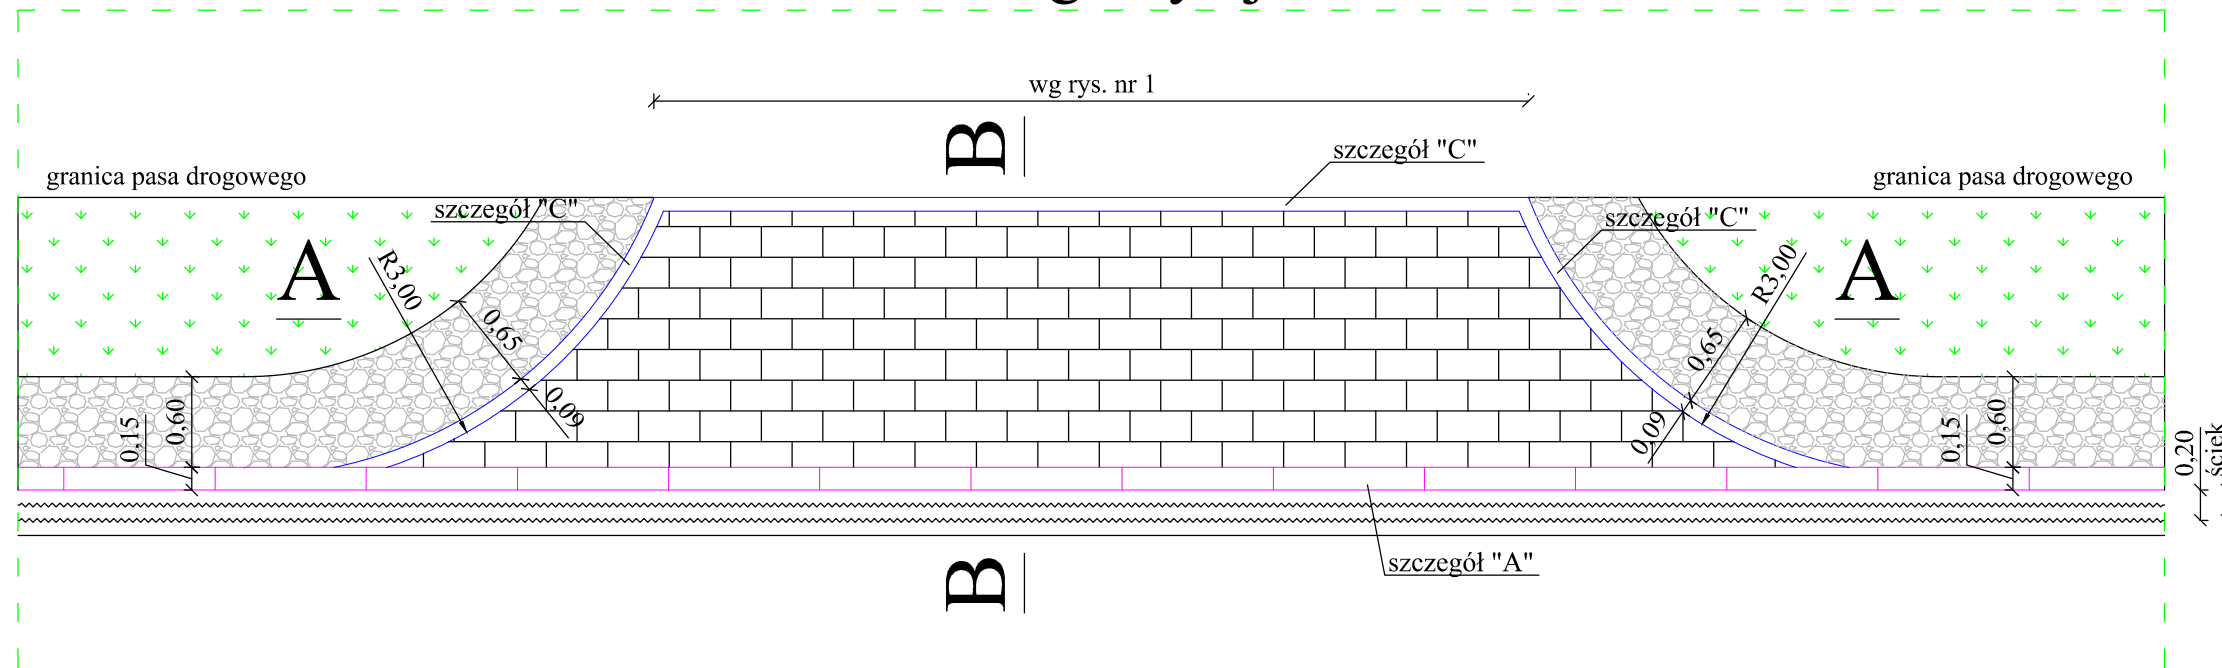 wg rys. nr 1
B
szczegół "C"
granica pasa drogowego
granica pasa drogowego
szczegół "C"
szczegół "C"
A
A
R3,00
R3,00
0,65
0,65
0,09
0,09
0,15
0,60
0,15
0,60
0,20
ściek
szczegół "A"
B